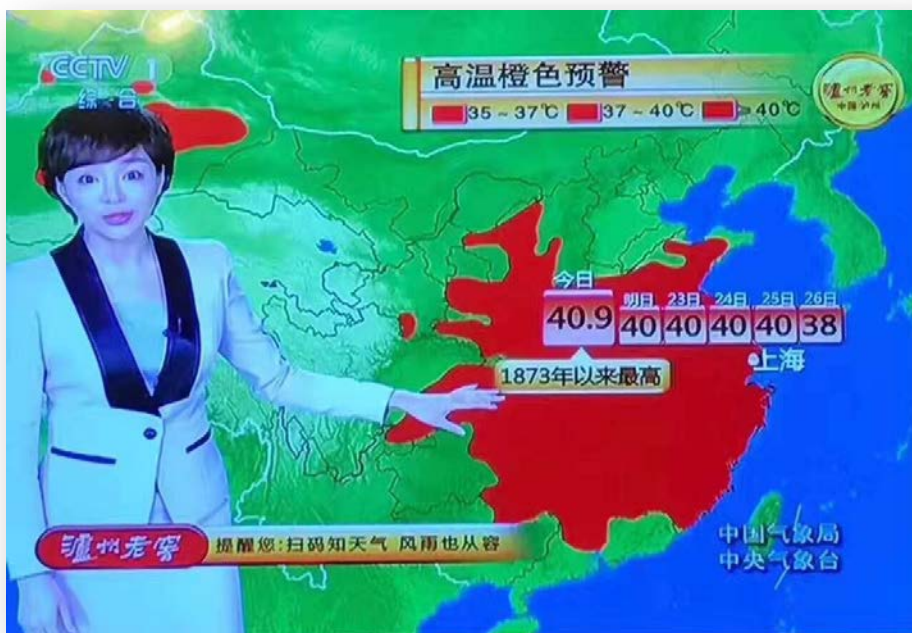 CCTV 1
综合
高温橙色预警
35～37℃ 37～40℃ ≥40℃
泸州老窖
中国·泸州
今日 明日 23日 24日 25日 26日
40.9 40 40 40 40 38
上海
1873年以来最高
泸州老窖 提醒您:扫码知天气 风雨也从容
中国气象局
中央气象台